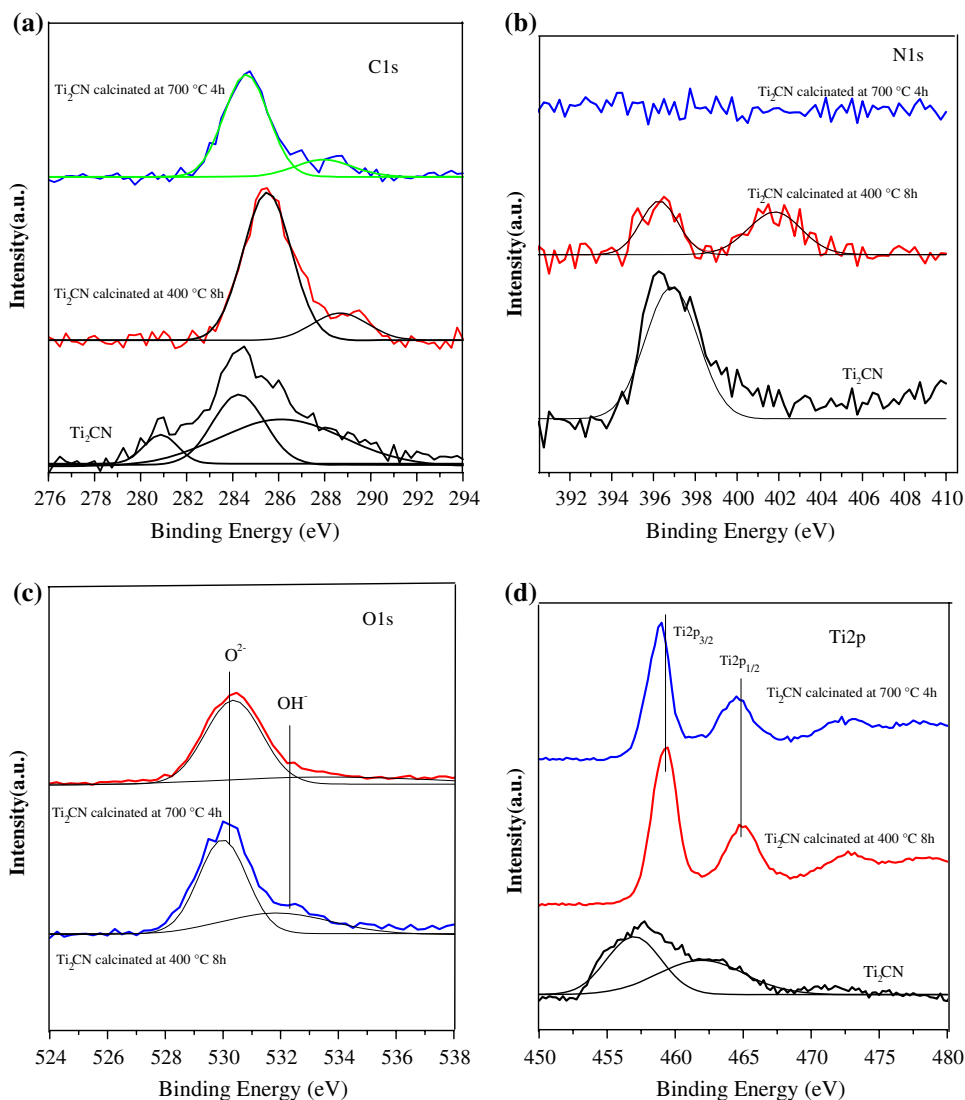 (a)
C1s
Ti₂CN calcinated at 700 °C 4h
Ti₂CN calcinated at 400 °C 8h
Ti₂CN
Intensity(a.u.)
276 278 280 282 284 286 288 290 292 294
Binding Energy (eV)
(b)
N1s
Ti₂CN calcinated at 700 °C 4h
Ti₂CN calcinated at 400 °C 8h
Ti₂CN
Intensity(a.u.)
392 394 396 398 400 402 404 406 408 410
Binding Energy (eV)
(c)
O1s
O²⁻
OH⁻
Ti₂CN calcinated at 700 °C 4h
Ti₂CN calcinated at 400 °C 8h
Intensity(a.u.)
524 526 528 530 532 534 536 538
Binding Energy (eV)
(d)
Ti2p
Ti2p₃/₂
Ti2p₁/₂
Ti₂CN calcinated at 700 °C 4h
Ti₂CN calcinated at 400 °C 8h
Ti₂CN
Intensity(a.u.)
450 455 460 465 470 475 480
Binding Energy (eV)